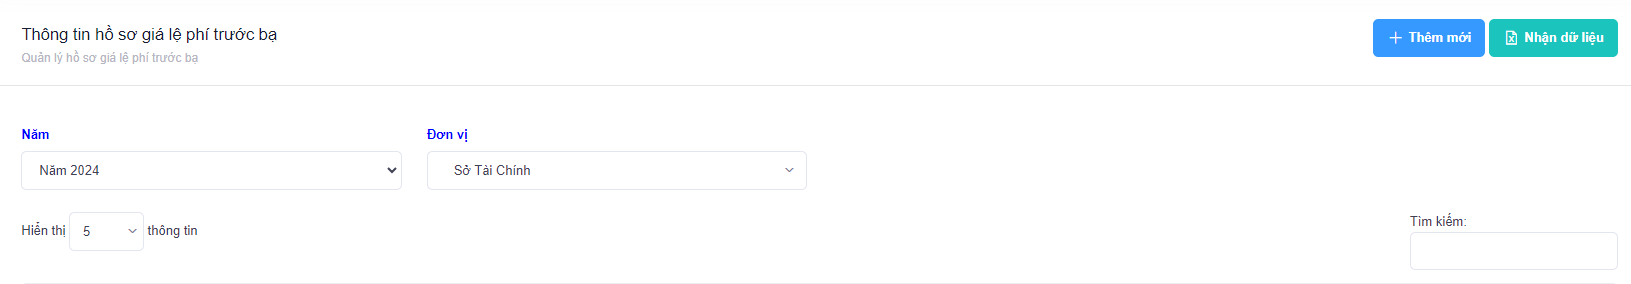 Thông tin hồ sơ giá lệ phí trước bạ
Quản lý hồ sơ giá lệ phí trước bạ
Thêm mới
Nhận dữ liệu
Năm
Đơn vị
Năm 2024
Sở Tài Chính
Hiển thị 5 thông tin
Tìm kiếm: